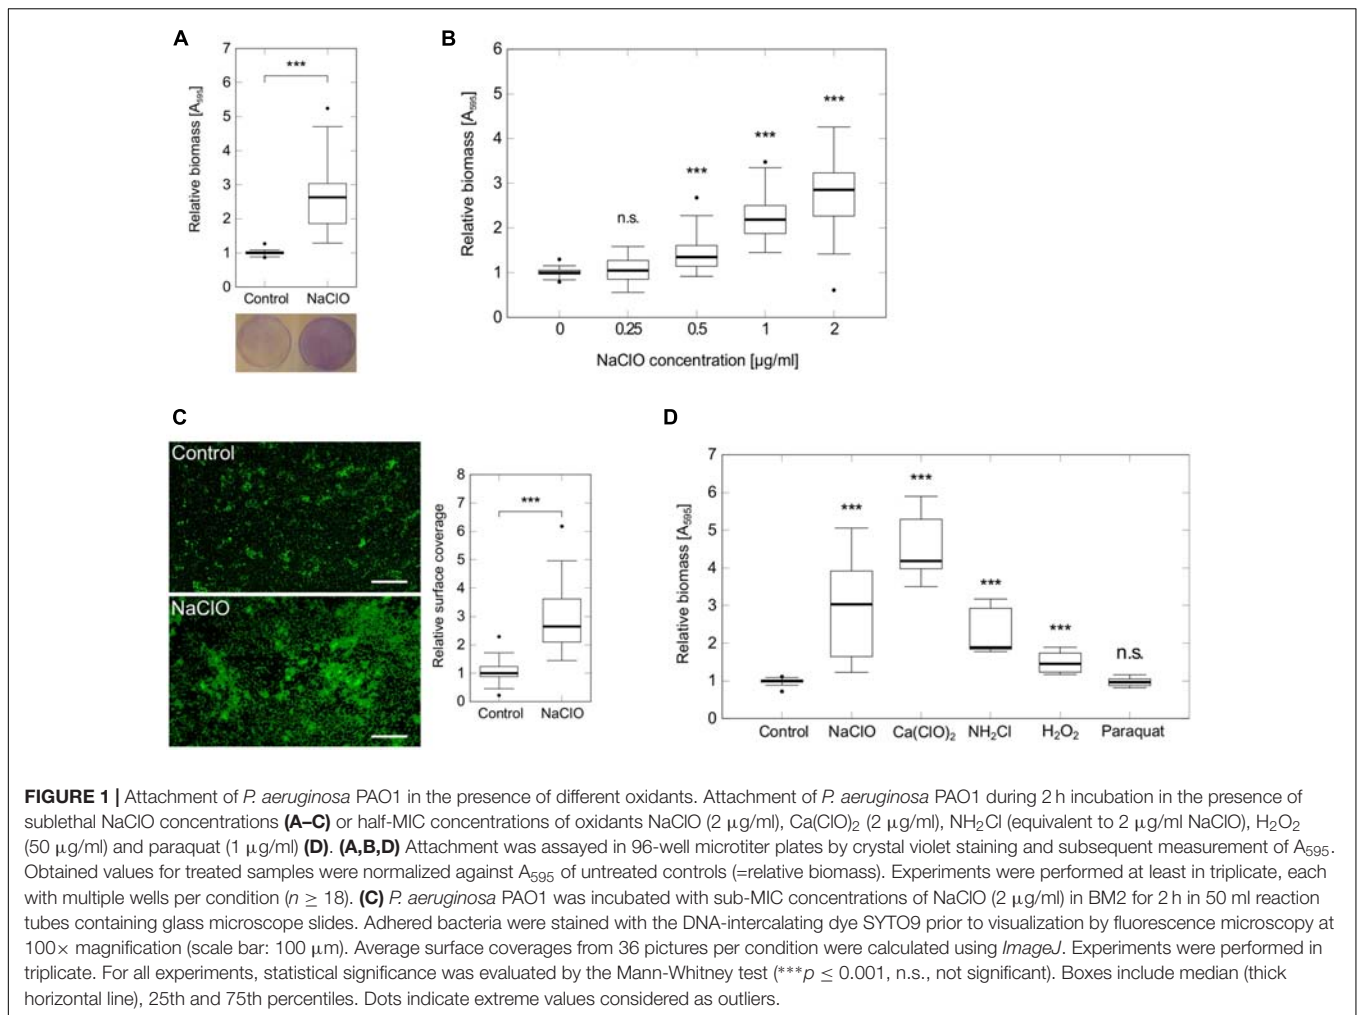 A
7
6
5
4
3
2
1
0
Relative biomass [A595]
***
Control NaClO
B
6
5
4
3
2
1
0
Relative biomass [A595]
n.s.
***
***
***
0 0.25 0.5 1 2
NaClO concentration [µg/ml]
C
Control
NaClO
8
7
6
5
4
3
2
1
0
Relative surface coverage
***
Control NaClO
D
7
6
5
4
3
2
1
0
Relative biomass [A595]
***
***
***
***
n.s.
Control NaClO Ca(ClO)2 NH2Cl H2O2 Paraquat
FIGURE 1 | Attachment of P. aeruginosa PAO1 in the presence of different oxidants. Attachment of P. aeruginosa PAO1 during 2 h incubation in the presence of
sublethal NaClO concentrations (A–C) or half-MIC concentrations of oxidants NaClO (2 µg/ml), Ca(ClO)2 (2 µg/ml), NH2Cl (equivalent to 2 µg/ml NaClO), H2O2
(50 µg/ml) and paraquat (1 µg/ml) (D). (A,B,D) Attachment was assayed in 96-well microtiter plates by crystal violet staining and subsequent measurement of A595.
Obtained values for treated samples were normalized against A595 of untreated controls (=relative biomass). Experiments were performed at least in triplicate, each
with multiple wells per condition (n ≥ 18). (C) P. aeruginosa PAO1 was incubated with sub-MIC concentrations of NaClO (2 µg/ml) in BM2 for 2 h in 50 ml reaction
tubes containing glass microscope slides. Adhered bacteria were stained with the DNA-intercalating dye SYTO9 prior to visualization by fluorescence microscopy at
100× magnification (scale bar: 100 µm). Average surface coverages from 36 pictures per condition were calculated using ImageJ. Experiments were performed in
triplicate. For all experiments, statistical significance was evaluated by the Mann-Whitney test (***p ≤ 0.001, n.s., not significant). Boxes include median (thick
horizontal line), 25th and 75th percentiles. Dots indicate extreme values considered as outliers.